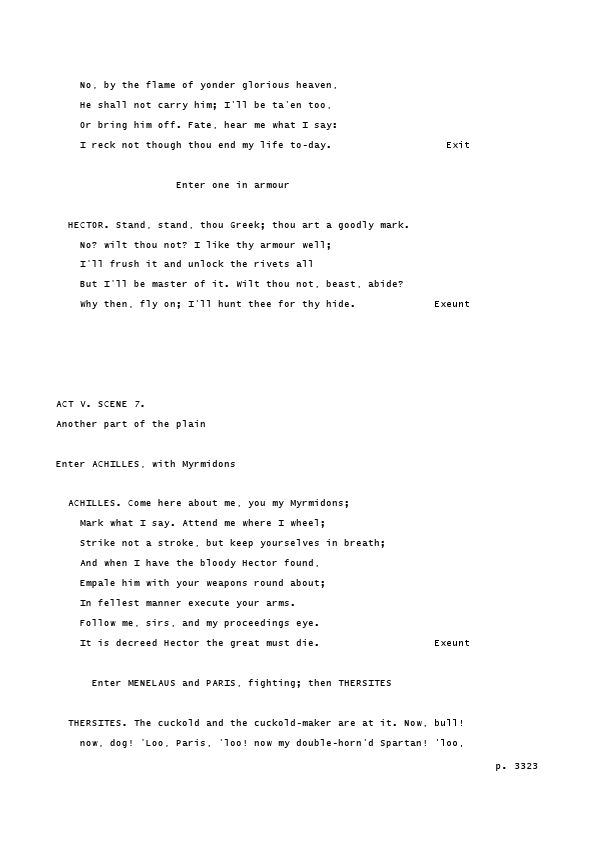 No, by the flame of yonder glorious heaven,
He shall not carry him; I'll be ta'en too,
Or bring him off. Fate, hear me what I say:
I reck not though thou end my life to-day. Exit
Enter one in armour
HECTOR. Stand, stand, thou Greek; thou art a goodly mark.
No? wilt thou not? I like thy armour well;
I'll frush it and unlock the rivets all
But I'll be master of it. Wilt thou not, beast, abide?
Why then, fly on; I'll hunt thee for thy hide. Exeunt
ACT V. SCENE 7.
Another part of the plain
Enter ACHILLES, with Myrmidons
ACHILLES. Come here about me, you my Myrmidons;
Mark what I say. Attend me where I wheel;
Strike not a stroke, but keep yourselves in breath;
And when I have the bloody Hector found,
Empale him with your weapons round about;
In fellest manner execute your arms.
Follow me, sirs, and my proceedings eye.
It is decreed Hector the great must die. Exeunt
Enter MENELAUS and PARIS, fighting; then THERSITES
THERSITES. The cuckold and the cuckold-maker are at it. Now, bull!
now, dog! 'Loo, Paris, 'loo! now my double-horn'd Spartan! 'loo,
p. 3323